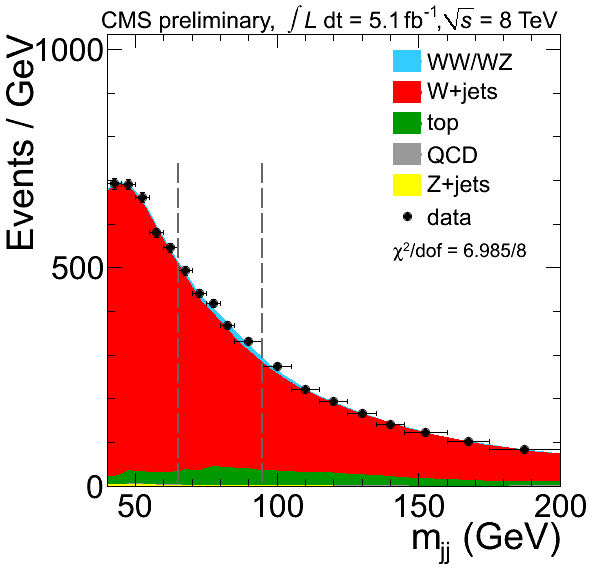 CMS preliminary, ∫L dt = 5.1 fb⁻¹, √s = 8 TeV
Events / GeV
1000
500
0
WW/WZ
W+jets
top
QCD
Z+jets
data
χ²/dof = 6.985/8
50 100 150 200
m_jj (GeV)